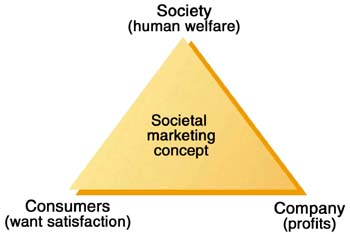 Society
(human welfare)
Societal
marketing
concept
Consumers
(want satisfaction)
Company
(profits)